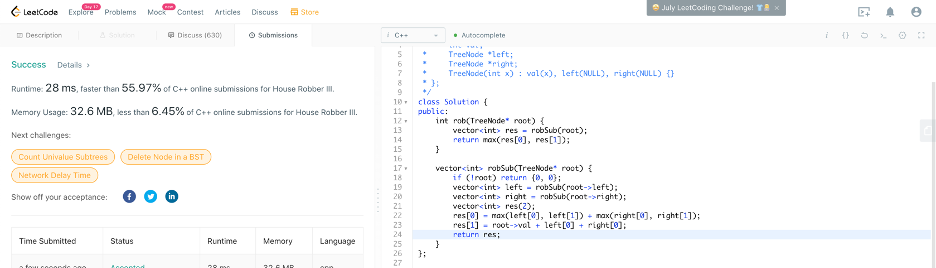 LeetCode Explore Day 17 Problems Mock new Contest Articles Discuss Store
July LeetCoding Challenge!
Description Solution Discuss (630) Submissions
Success Details
Runtime: 28 ms, faster than 55.97% of C++ online submissions for House Robber III.
Memory Usage: 32.6 MB, less than 6.45% of C++ online submissions for House Robber III.
Next challenges:
Count Univalue Subtrees Delete Node in a BST
Network Delay Time
Show off your acceptance:
Time Submitted Status Runtime Memory Language
a few seconds ago Accepted 28 ms 32.6 MB cpp
i C++ Autocomplete
4 * int val;
5 * TreeNode *left;
6 * TreeNode *right;
7 * TreeNode(int x) : val(x), left(NULL), right(NULL) {}
8 * };
9 */
10 class Solution {
11 public:
12 int rob(TreeNode* root) {
13 vector<int> res = robSub(root);
14 return max(res[0], res[1]);
15 }
16
17 vector<int> robSub(TreeNode* root) {
18 if (!root) return {0, 0};
19 vector<int> left = robSub(root->left);
20 vector<int> right = robSub(root->right);
21 vector<int> res(2);
22 res[0] = max(left[0], left[1]) + max(right[0], right[1]);
23 res[1] = root->val + left[0] + right[0];
24 return res;
25 }
26 };
27